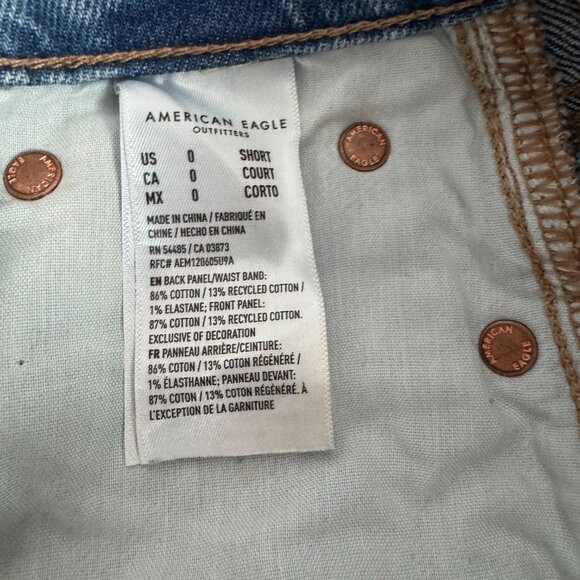 AMERICAN EAGLE
OUTFITTERS
US 0 SHORT
CA 0 COURT
MX 0 CORTO
MADE IN CHINA / FABRIQUÉ EN
CHINE / HECHO EN CHINA
RN 54485 / CA 03873
RFC# AEM120605U9A
EN BACK PANEL/WAIST BAND:
86% COTTON / 13% RECYCLED COTTON /
1% ELASTANE; FRONT PANEL:
87% COTTON / 13% RECYCLED COTTON.
EXCLUSIVE OF DECORATION
FR PANNEAU ARRIÈRE/CEINTURE:
86% COTON / 13% COTON RÉGÉNÉRÉ /
1% ÉLASTHANNE; PANNEAU DEVANT:
87% COTON / 13% COTON RÉGÉNÉRÉ. À
L'EXCEPTION DE LA GARNITURE
AMERICAN
EAGLE
AMERICAN
EAGLE
AMERICAN
EAGLE